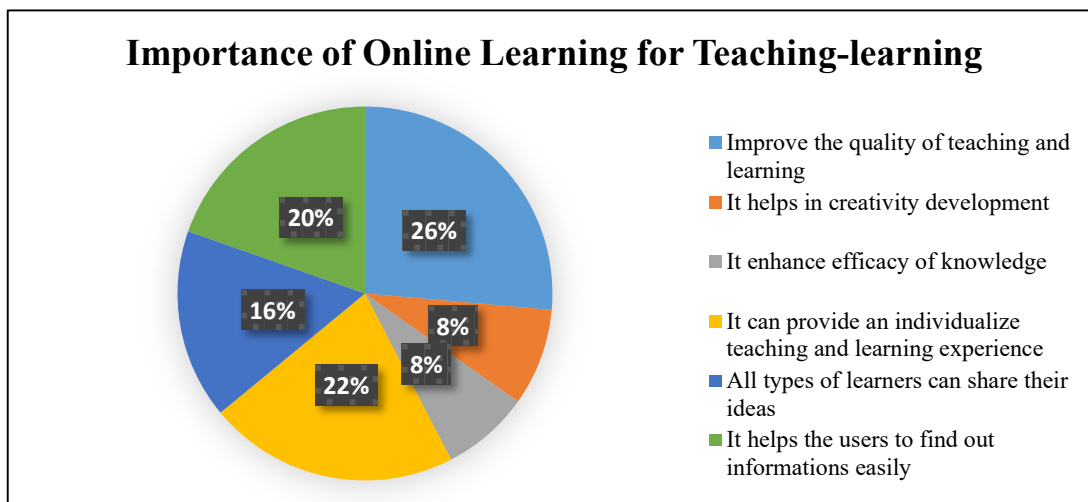 Importance of Online Learning for Teaching-learning
20%
26%
16%
8%
8%
22%
Improve the quality of teaching and
learning
It helps in creativity development
It enhance efficacy of knowledge
It can provide an individualize
teaching and learning experience
All types of learners can share their
ideas
It helps the users to find out
informations easily